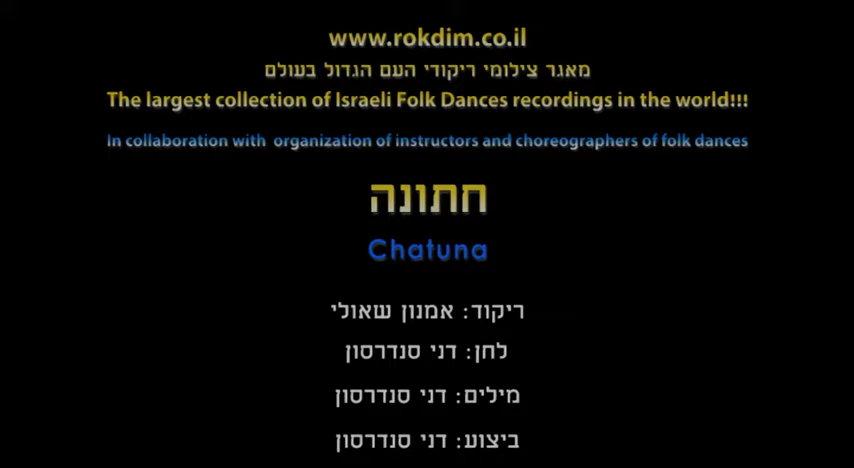 www.rokdim.co.il
מאגר צילומי ריקודי העם הגדול בעולם
The largest collection of Israeli Folk Dances recordings in the world!!!
In collaboration with organization of instructors and choreographers of folk dances
חתונה
Chatuna
ריקוד: אמנון שאולי
לחן: דני סנדרסון
מילים: דני סנדרסון
ביצוע: דני סנדרסון